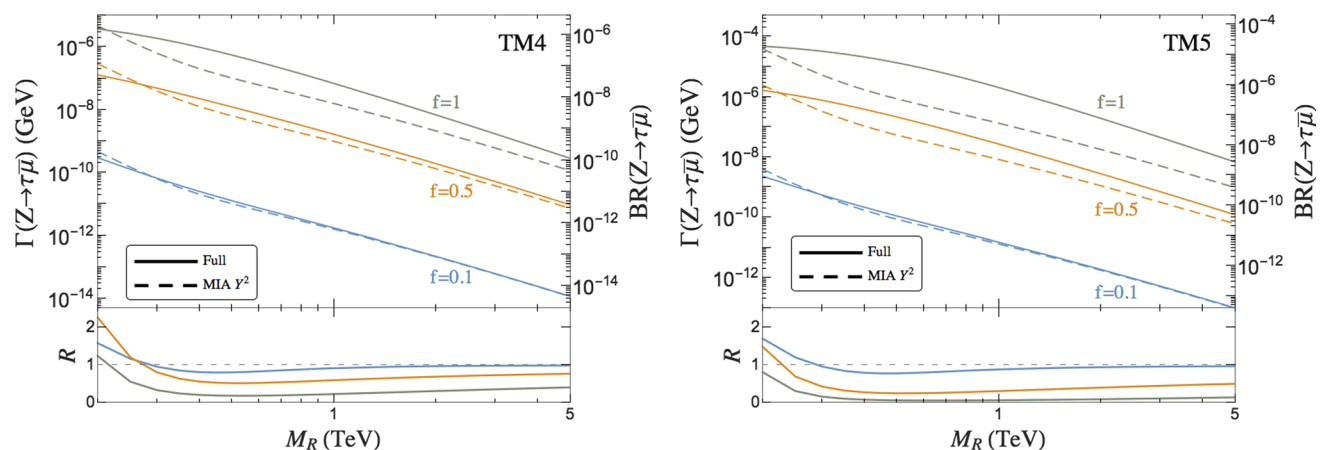 TM4
10⁻⁶
10⁻⁸
10⁻¹⁰
10⁻¹²
10⁻¹⁴
Γ(Z→τμ̅) (GeV)
f=1
f=0.5
f=0.1
Full
MIA Y²
10⁻⁶
10⁻⁸
10⁻¹⁰
10⁻¹²
10⁻¹⁴
BR(Z→τμ̅)
2
1
0
R
1
5
M_R (TeV)
TM5
10⁻⁴
10⁻⁶
10⁻⁸
10⁻¹⁰
10⁻¹²
Γ(Z→τμ̅) (GeV)
f=1
f=0.5
f=0.1
Full
MIA Y²
10⁻⁴
10⁻⁶
10⁻⁸
10⁻¹⁰
10⁻¹²
BR(Z→τμ̅)
2
1
0
R
1
5
M_R (TeV)